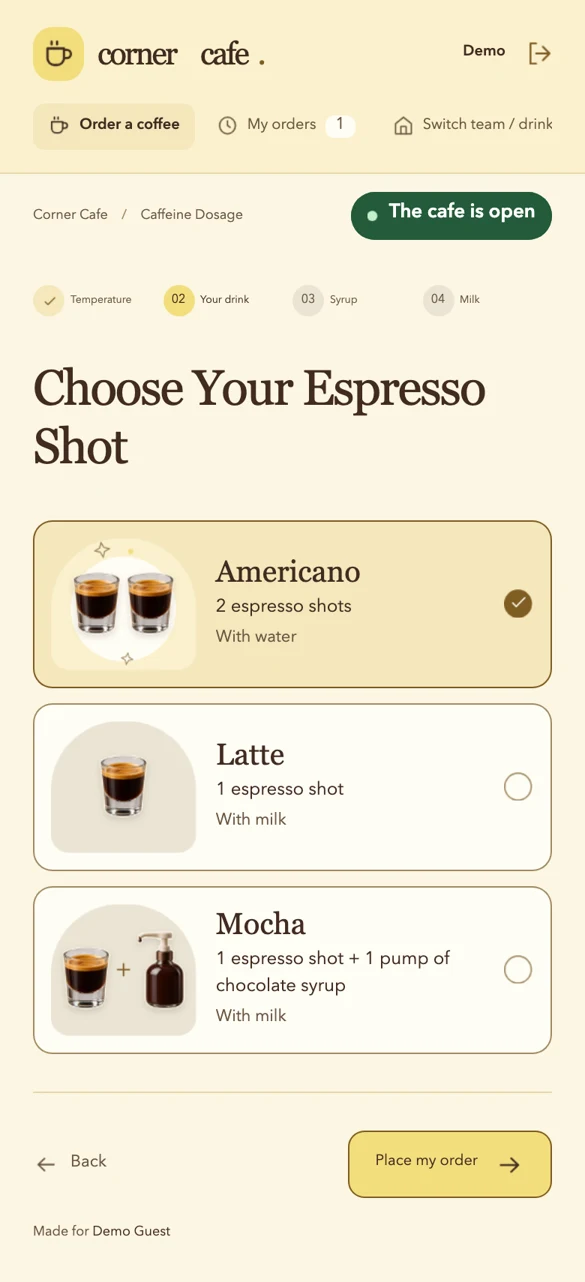 corner cafe .
Demo
Order a coffee
My orders 1
Switch team / drink
Corner Cafe / Caffeine Dosage
The cafe is open
Temperature
02 Your drink
03 Syrup
04 Milk
Choose Your Espresso
Shot
Americano
2 espresso shots
With water
Latte
1 espresso shot
With milk
Mocha
1 espresso shot + 1 pump of
chocolate syrup
With milk
Back
Place my order
Made for Demo Guest